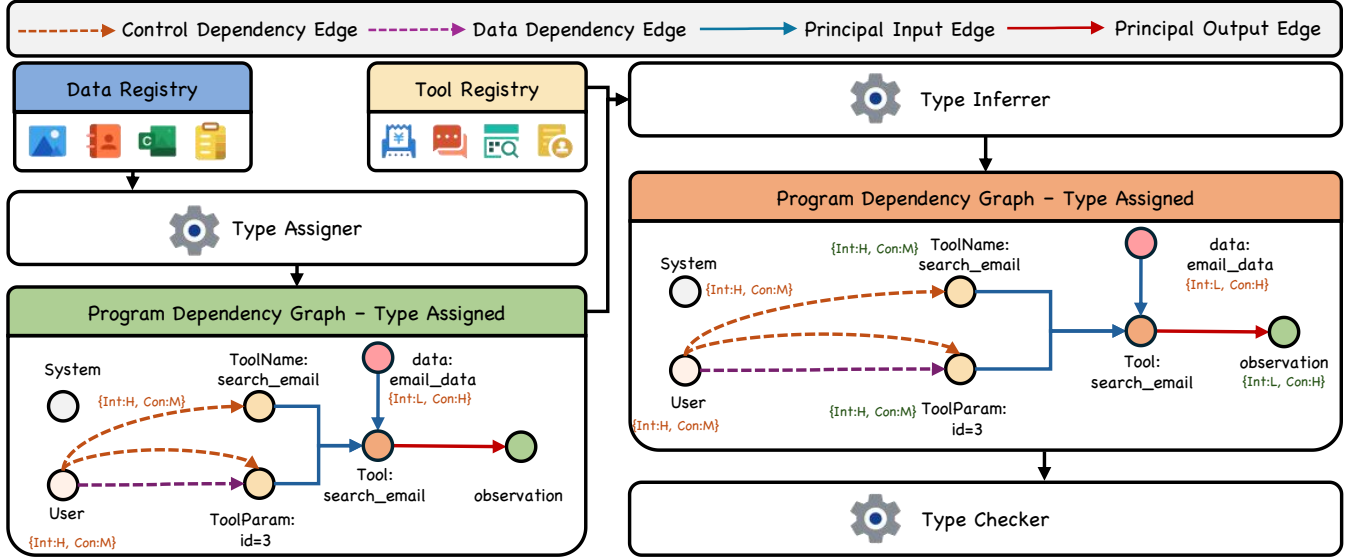 Control Dependency Edge
Data Dependency Edge
Principal Input Edge
Principal Output Edge
Data Registry
Tool Registry
¥
C
Type Assigner
Program Dependency Graph - Type Assigned
System
ToolName:
search_email
data:
email_data
{Int:H, Con:M}
{Int:L, Con:H}
User
Tool:
search_email
observation
ToolParam:
id=3
{Int:H, Con:M}
Type Inferrer
Program Dependency Graph - Type Assigned
System
{Int:H, Con:M}
{Int:H, Con:M}
ToolName:
search_email
data:
email_data
{Int:L, Con:H}
Tool:
search_email
observation
{Int:L, Con:H}
User
{Int:H, Con:M}
{Int:H, Con:M}
ToolParam:
id=3
Type Checker